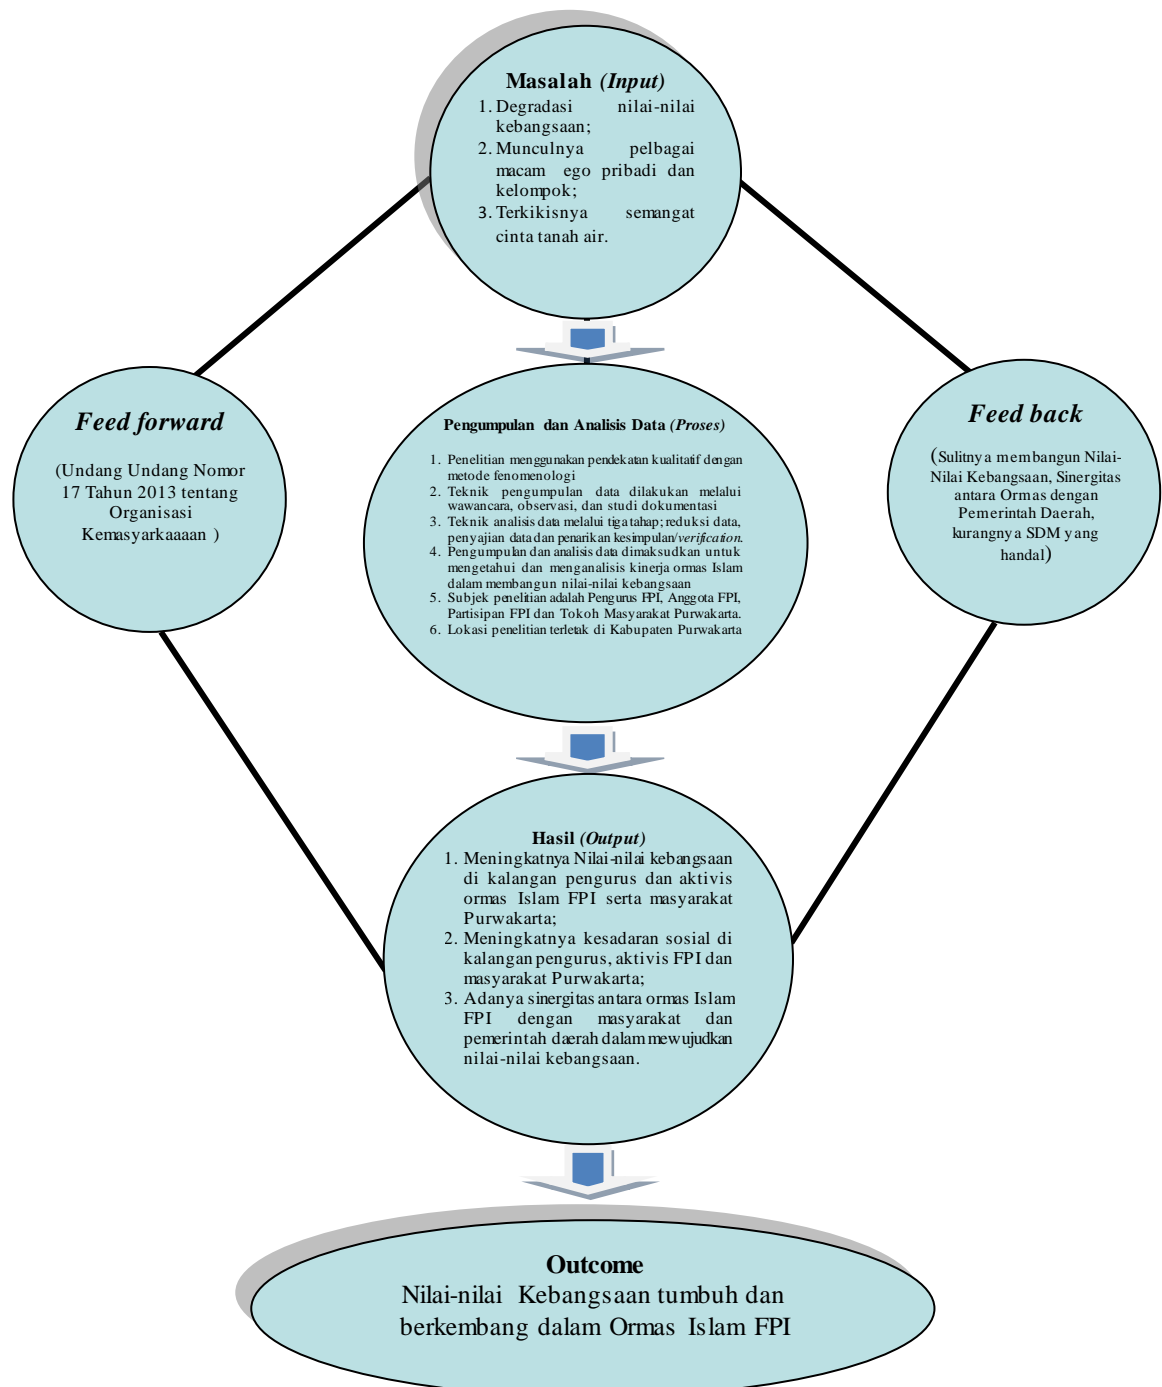 Masalah (Input)
1. Degradasi nilai-nilai
kebangsaan;
2. Munculnya pelbagai
macam ego pribadi dan
kelompok;
3. Terkikisnya semangat
cinta tanah air.
Feed forward
(Undang Undang Nomor
17 Tahun 2013 tentang
Organisasi
Kemasyarkaaaan )
Pengumpulan dan Analisis Data (Proses)
1. Penelitian menggunakan pendekatan kualitatif dengan
metode fenomenologi
2. Teknik pengumpulan data dilakukan melalui
wawancara, observasi, dan studi dokumentasi
3. Teknik analisis data melalui tiga tahap; reduksi data,
penyajian data dan penarikan kesimpulan/verification.
4. Pengumpulan dan analisis data dimaksudkan untuk
mengetahui dan menganalisis kinerja ormas Islam
dalam membangun nilai-nilai kebangsaan
5. Subjek penelitian adalah Pengurus FPI, Anggota FPI,
Partisipan FPI dan Tokoh Masyarakat Purwakarta.
6. Lokasi penelitian terletak di Kabupaten Purwakarta
Feed back
(Sulitnya membangun Nilai-
Nilai Kebangsaan, Sinergitas
antara Ormas dengan
Pemerintah Daerah,
kurangnya SDM yang
handal)
Hasil (Output)
1. Meningkatnya Nilai-nilai kebangsaan
di kalangan pengurus dan aktivis
ormas Islam FPI serta masyarakat
Purwakarta;
2. Meningkatnya kesadaran sosial di
kalangan pengurus, aktivis FPI dan
masyarakat Purwakarta;
3. Adanya sinergitas antara ormas Islam
FPI dengan masyarakat dan
pemerintah daerah dalam mewujudkan
nilai-nilai kebangsaan.
Outcome
Nilai-nilai Kebangsaan tumbuh dan
berkembang dalam Ormas Islam FPI